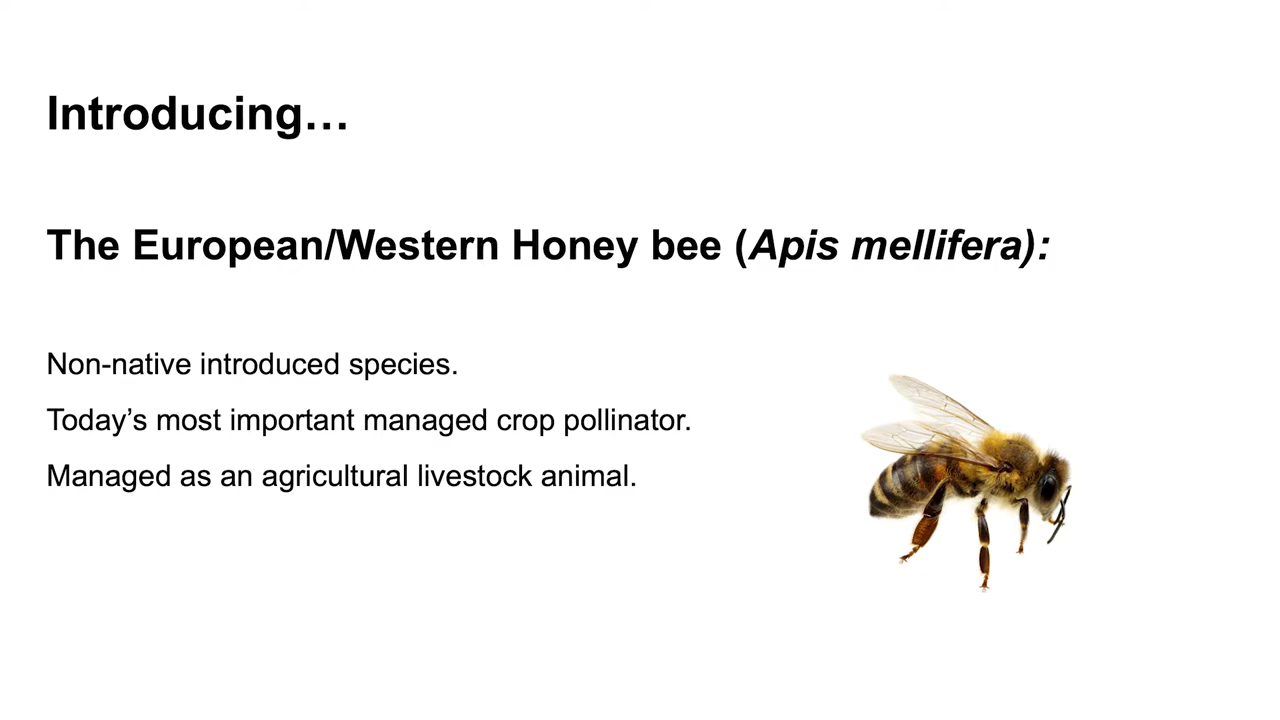 Introducing…
The European/Western Honey bee (Apis mellifera):
Non-native introduced species.
Today’s most important managed crop pollinator.
Managed as an agricultural livestock animal.